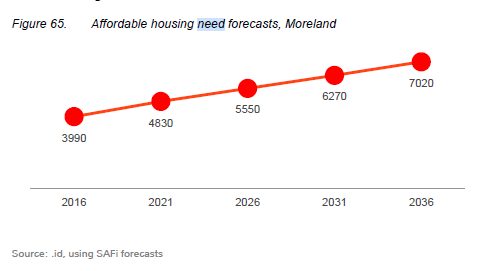 Figure 65. Affordable housing need forecasts, Moreland
7020
6270
5550
4830
3990
2016 2021 2026 2031 2036
Source: .id, using SAFi forecasts